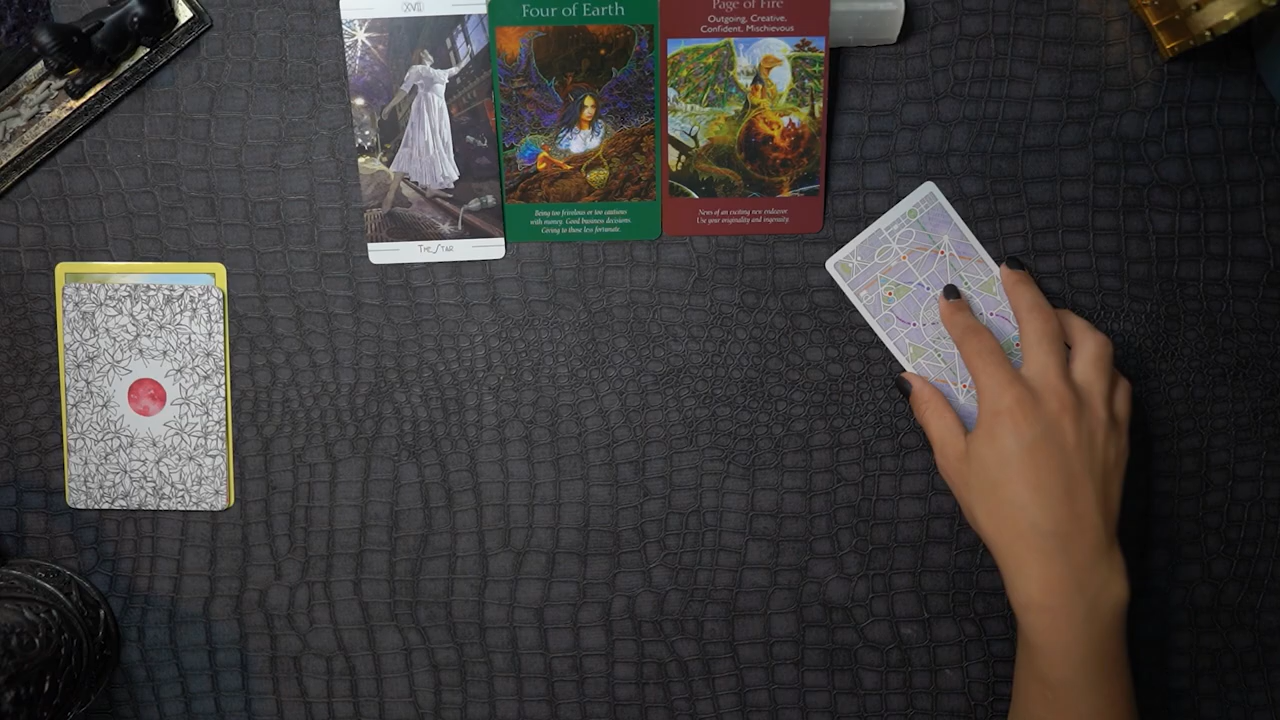 XVII
The Star
Four of Earth
Being too frivolous or too cautious
with money. Good business decisions.
Giving to those less fortunate.
Page of Fire
Outgoing, Creative,
Confident, Mischievous
News of an exciting new endeavor.
Use your originality and ingenuity.